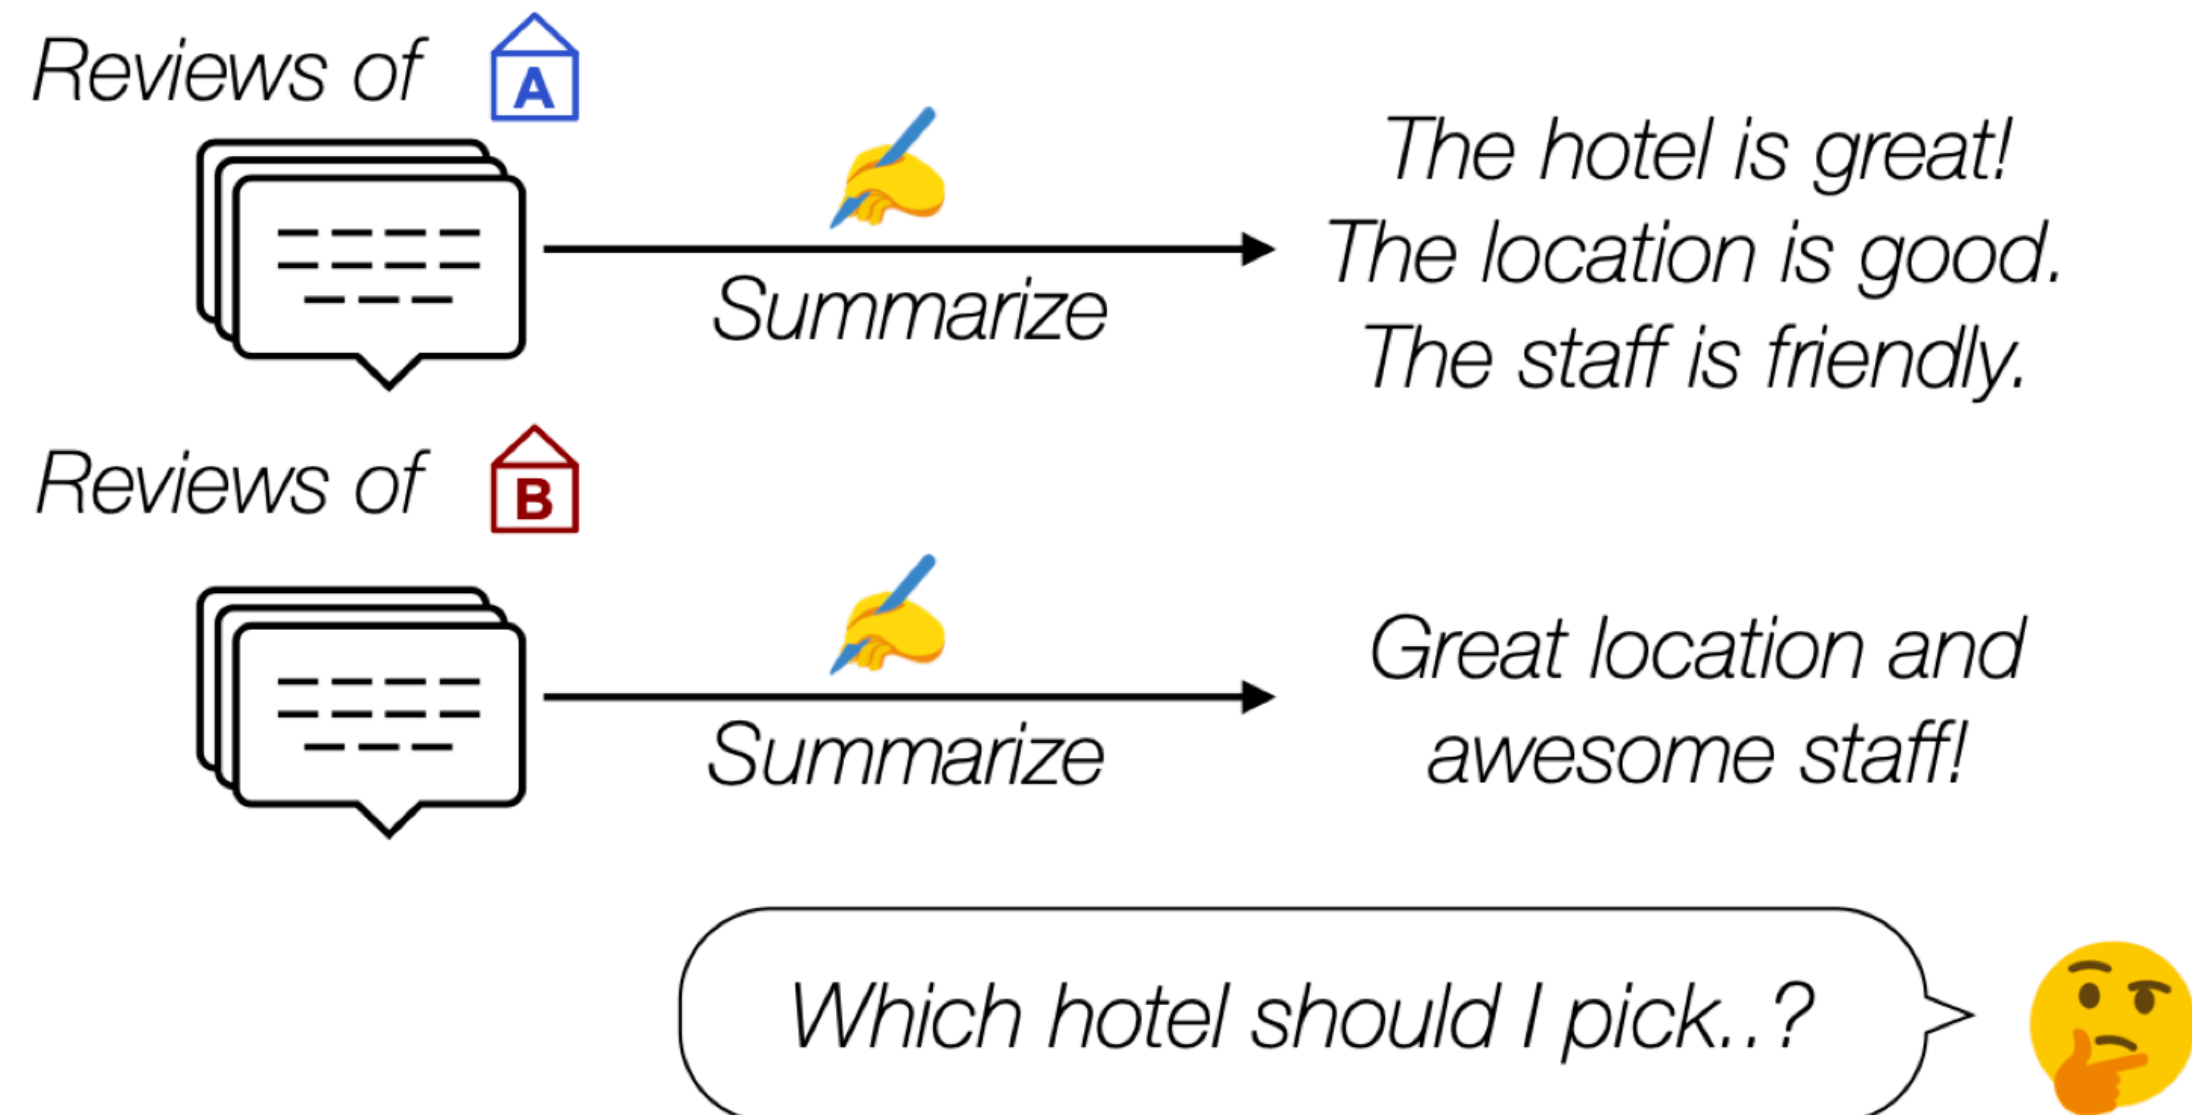 Reviews of A
Summarize
The hotel is great!
The location is good.
The staff is friendly.
Reviews of B
Summarize
Great location and
awesome staff!
Which hotel should I pick..?